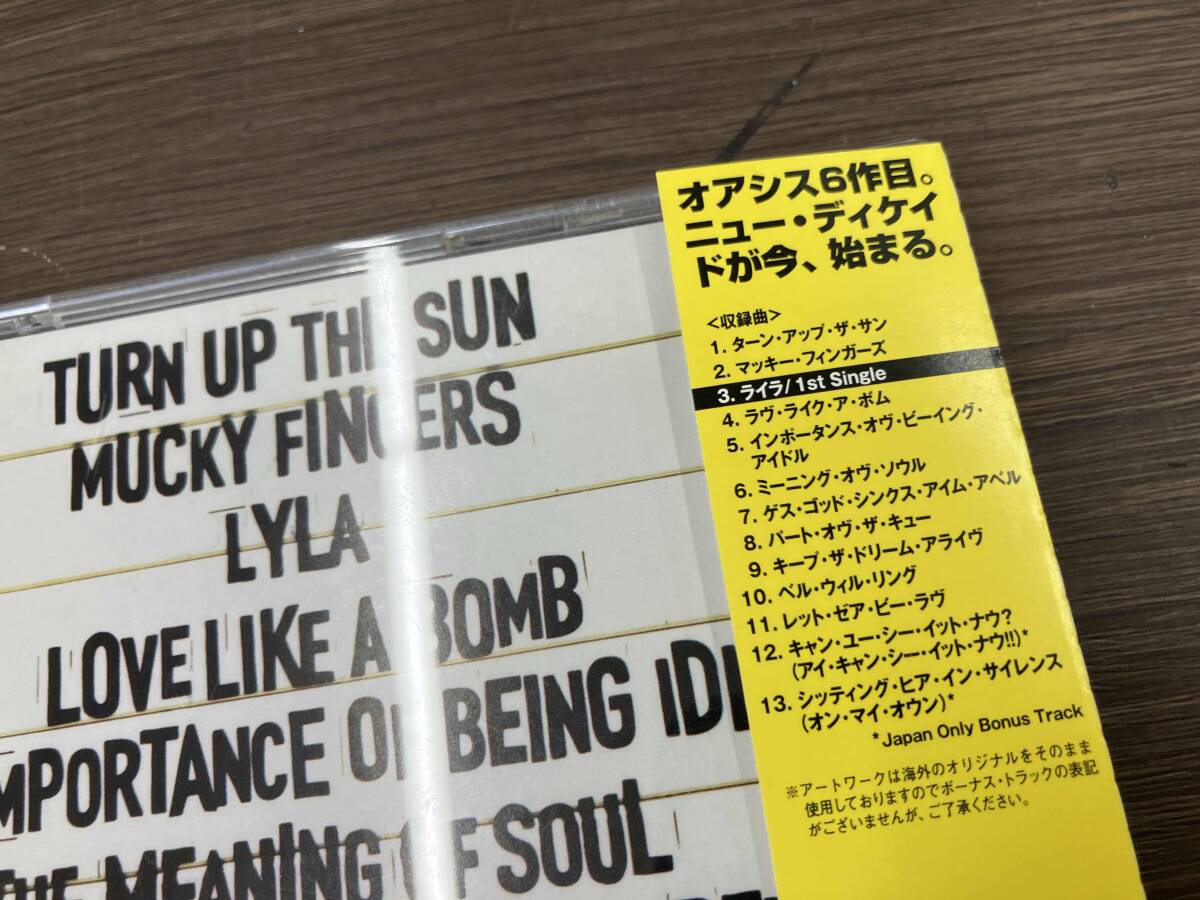 TURN UP THE SUN
MUCKY FINGERS
LYLA
LOVE LIKE A BOMB
OF BEING
THE MEANING OF SOUL
オアシス6作目。
ニュー・ディケイ
ドが今、始まる。
<収録曲>
1. ターン・アップ・ザ・サン
2. マッキー・フィンガーズ
3. ライラ/1st Single
4. ラヴ・ライク・ア・ボム
5. インポータンス・オヴ・ビーイング・
アイドル
6. ミーニング・オヴ・ソウル
7. ゲス・ゴッド・シンクス・アイム・アベル
8. パート・オヴ・ザ・キュー
9. キープ・ザ・ドリーム・アライヴ
10. ベル・ウィル・リング
11. レット・ゼア・ビー・ラヴ
12. キャン・ユー・シー・イット・ナウ?
(アイ・キャン・シー・イット・ナウ!!)*
13. シッティング・ヒア・イン・サイレンス
(オン・マイ・オウン)*
*Japan Only Bonus Track
※アートワークは海外のオリジナルをそのまま
使用しておりますのでボーナス・トラックの表記
がございませんが、ご了承ください。